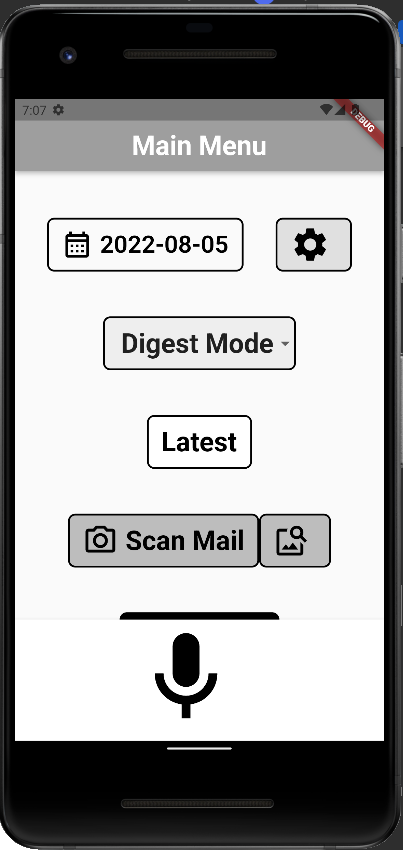 7:07
DEBUG
Main Menu
2022-08-05
Digest Mode
Latest
Scan Mail